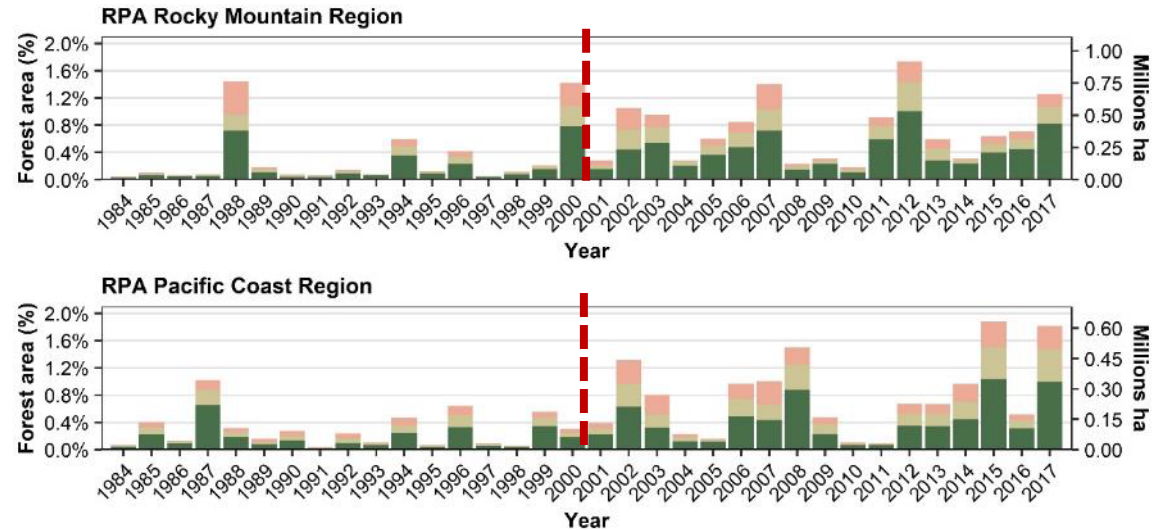 RPA Rocky Mountain Region
Forest area (%)
2.0%
1.6%
1.2%
0.8%
0.4%
0.0%
1.00
0.75
0.50
0.25
0.00
Millions ha
1984 1985 1986 1987 1988 1989 1990 1991 1992 1993 1994 1995 1996 1997 1998 1999 2000 2001 2002 2003 2004 2005 2006 2007 2008 2009 2010 2011 2012 2013 2014 2015 2016 2017
Year
RPA Pacific Coast Region
Forest area (%)
2.0%
1.6%
1.2%
0.8%
0.4%
0.0%
0.60
0.45
0.30
0.15
0.00
Millions ha
1984 1985 1986 1987 1988 1989 1990 1991 1992 1993 1994 1995 1996 1997 1998 1999 2000 2001 2002 2003 2004 2005 2006 2007 2008 2009 2010 2011 2012 2013 2014 2015 2016 2017
Year